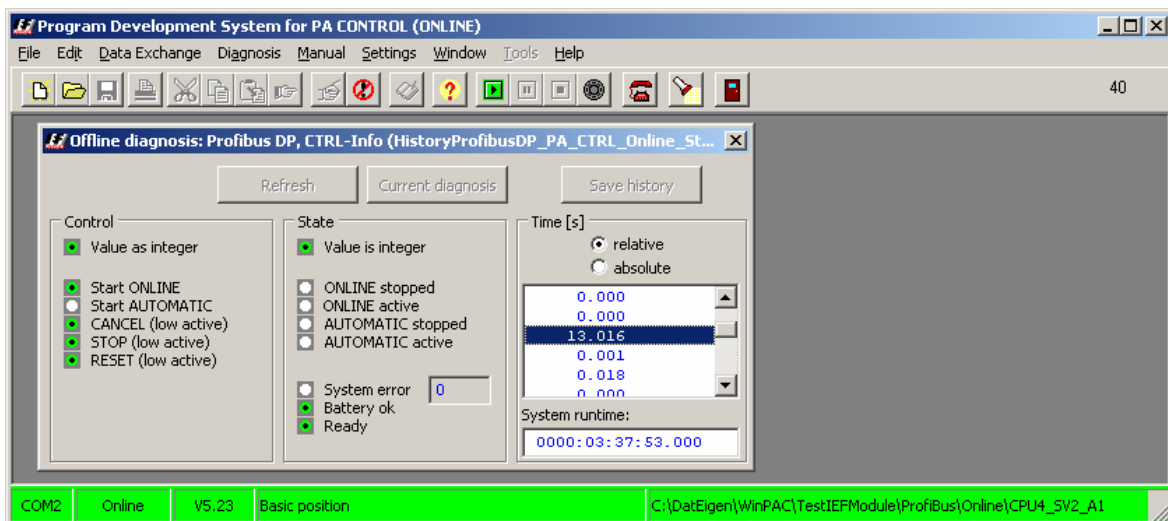 Program Development System for PA CONTROL (ONLINE)
File Edit Data Exchange Diagnosis Manual Settings Window Tools Help
40
Offline diagnosis: Profibus DP, CTRL-Info (HistoryProfibusDP_PA_CTRL_Online_St...
Refresh Current diagnosis Save history
Control
Value as integer
Start ONLINE
Start AUTOMATIC
CANCEL (low active)
STOP (low active)
RESET (low active)
State
Value is integer
ONLINE stopped
ONLINE active
AUTOMATIC stopped
AUTOMATIC active
System error 0
Battery ok
Ready
Time [s]
relative
absolute
0.000
0.000
13.016
0.001
0.018
0.000
System runtime:
0000:03:37:53.000
COM2 Online V5.23 Basic position C:\DatEigen\WinPAC\TestIEFModule\ProfiBus\Online\CPU4_SV2_A1